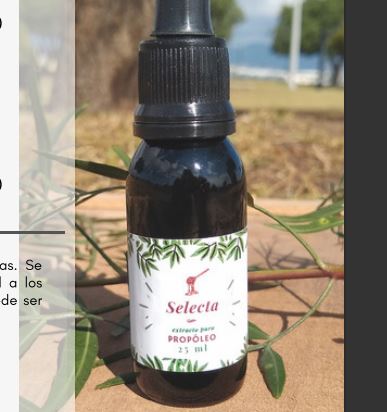 )
)
as. Se
l a los
de ser
Selecta
extracto puro
PROPÓLEO
25 ml